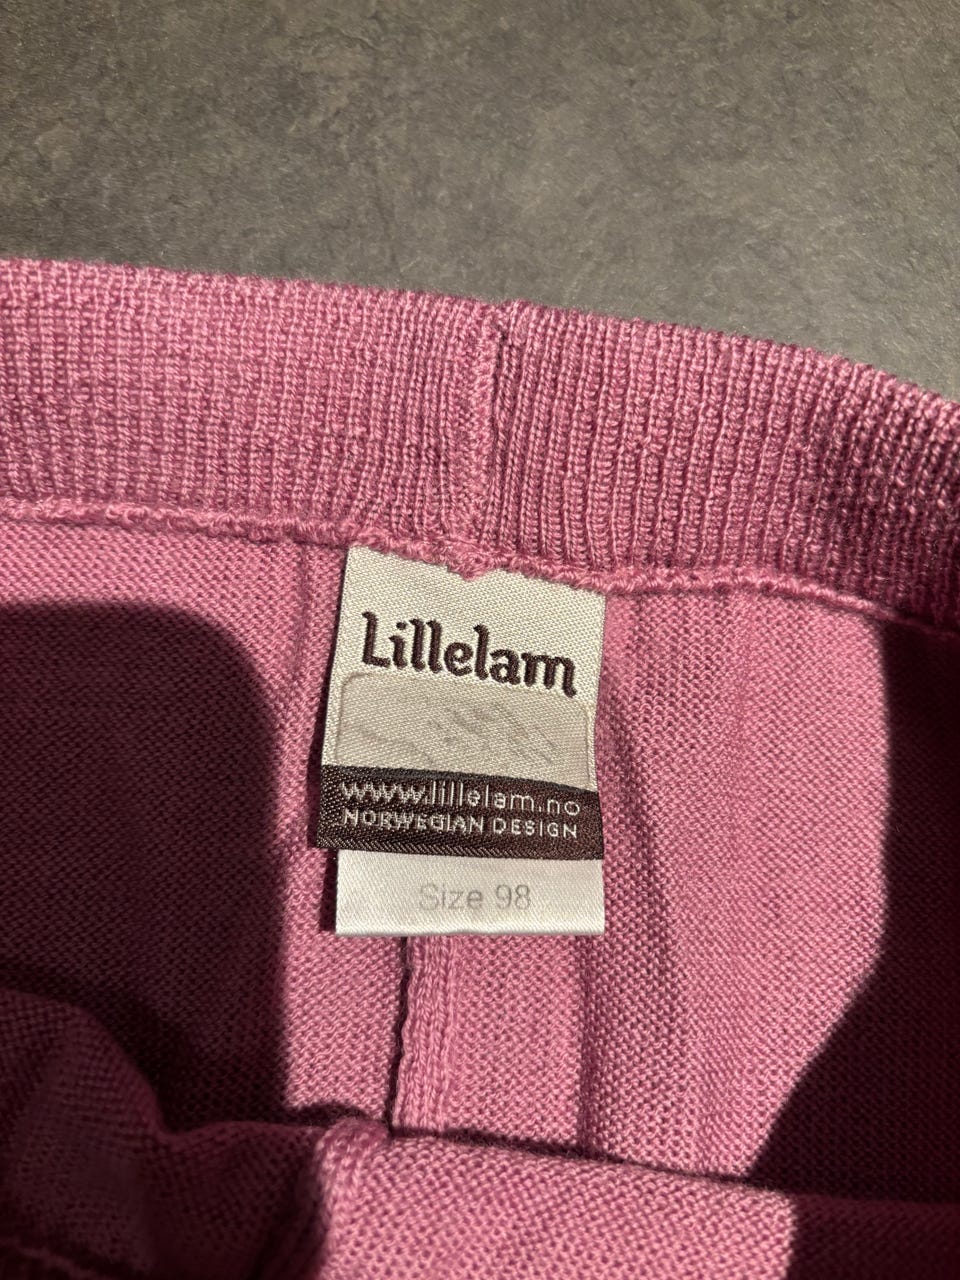 Lillelam
www.lillelam.no
NORWEGIAN DESIGN
Size 98